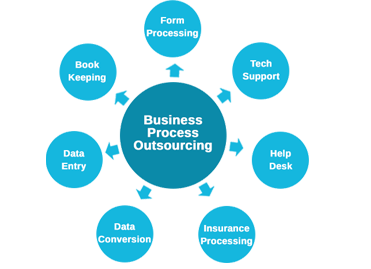 Form
Processing
Book
Keeping
Tech
Support
Business
Process
Outsourcing
Data
Entry
Help
Desk
Data
Conversion
Insurance
Processing